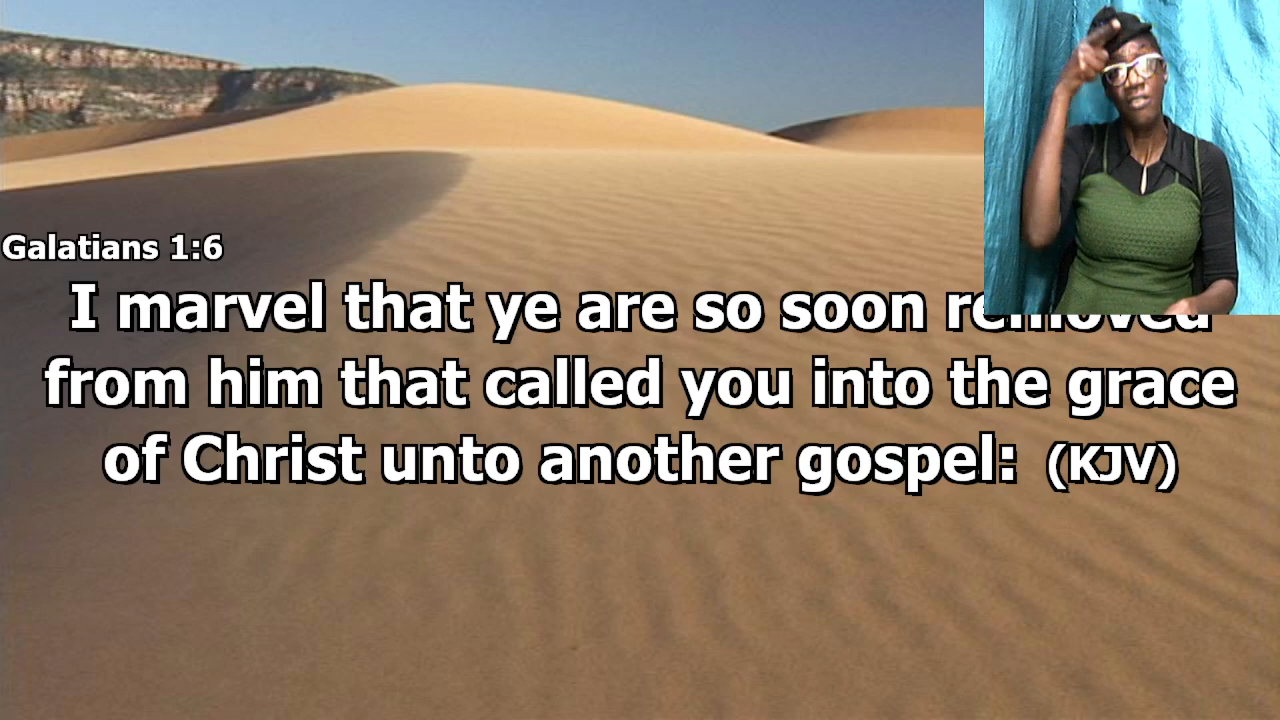 Galatians 1:6
I marvel that ye are so soon removed
from him that called you into the grace
of Christ unto another gospel: (KJV)